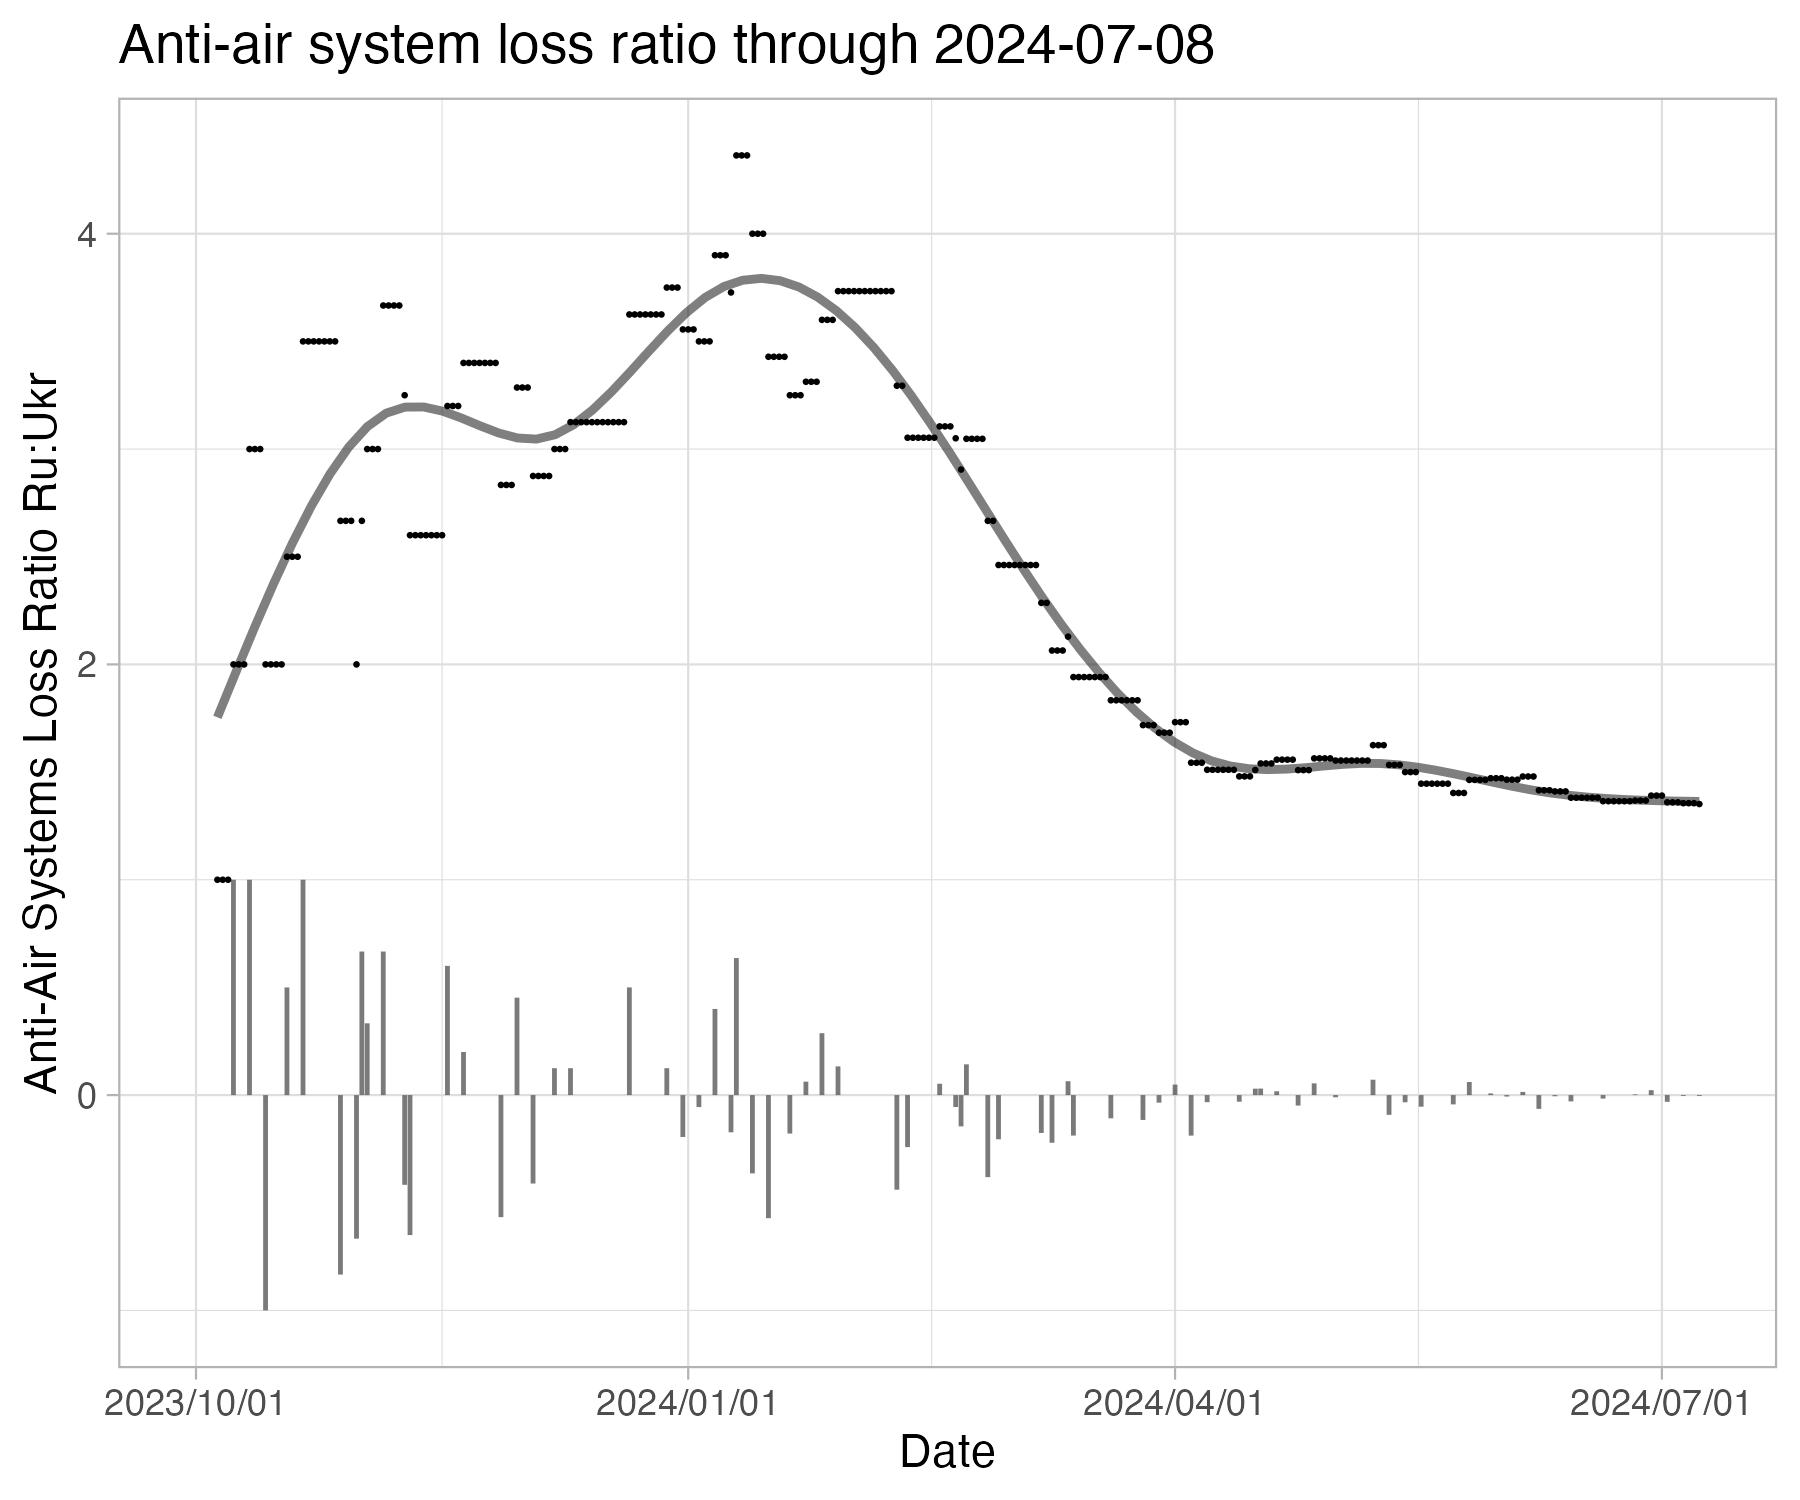 Anti-air system loss ratio through 2024-07-08
Anti-Air Systems Loss Ratio Ru:Ukr
4
2
0
2023/10/01
2024/01/01
2024/04/01
2024/07/01
Date